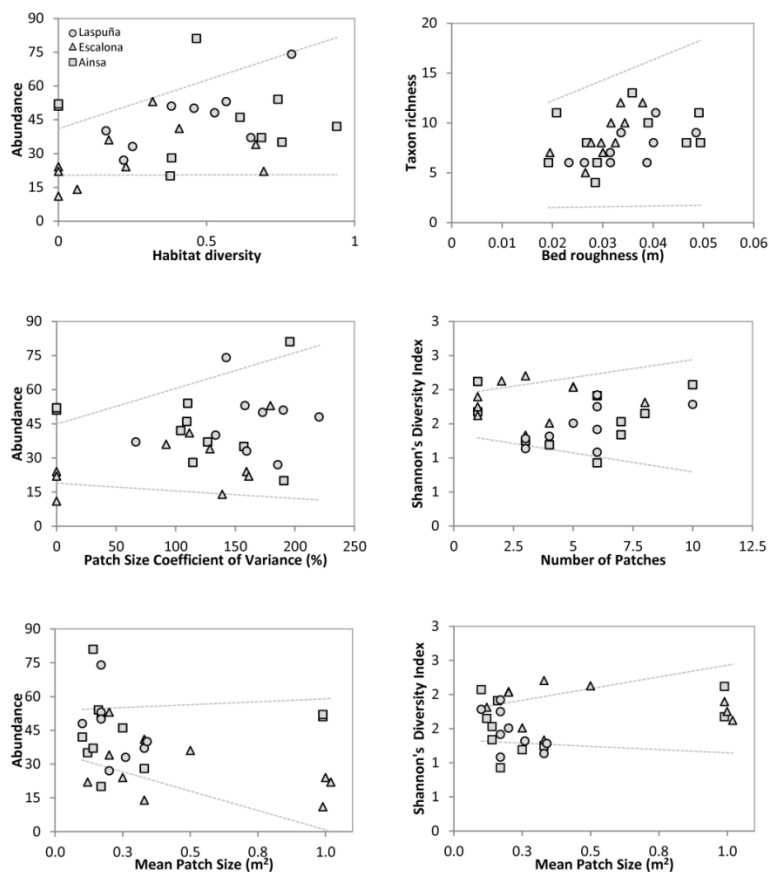 90
75
60
45
30
15
0
Abundance
Laspuña
Escalona
Ainsa
0 0.5 1
Habitat diversity
20
15
10
5
0
Taxon richness
0 0.01 0.02 0.03 0.04 0.05 0.06
Bed roughness (m)
90
75
60
45
30
15
0
Abundance
0 50 100 150 200 250
Patch Size Coefficient of Variance (%)
3
3
2
2
1
1
0
Shannon's Diversity Index
0 2.5 5 7.5 10 12.5
Number of Patches
90
75
60
45
30
15
0
Abundance
0.0 0.3 0.5 0.8 1.0
Mean Patch Size (m²)
3
3
2
2
1
1
0
Shannon's Diversity Index
0.0 0.3 0.5 0.8 1.0
Mean Patch Size (m²)